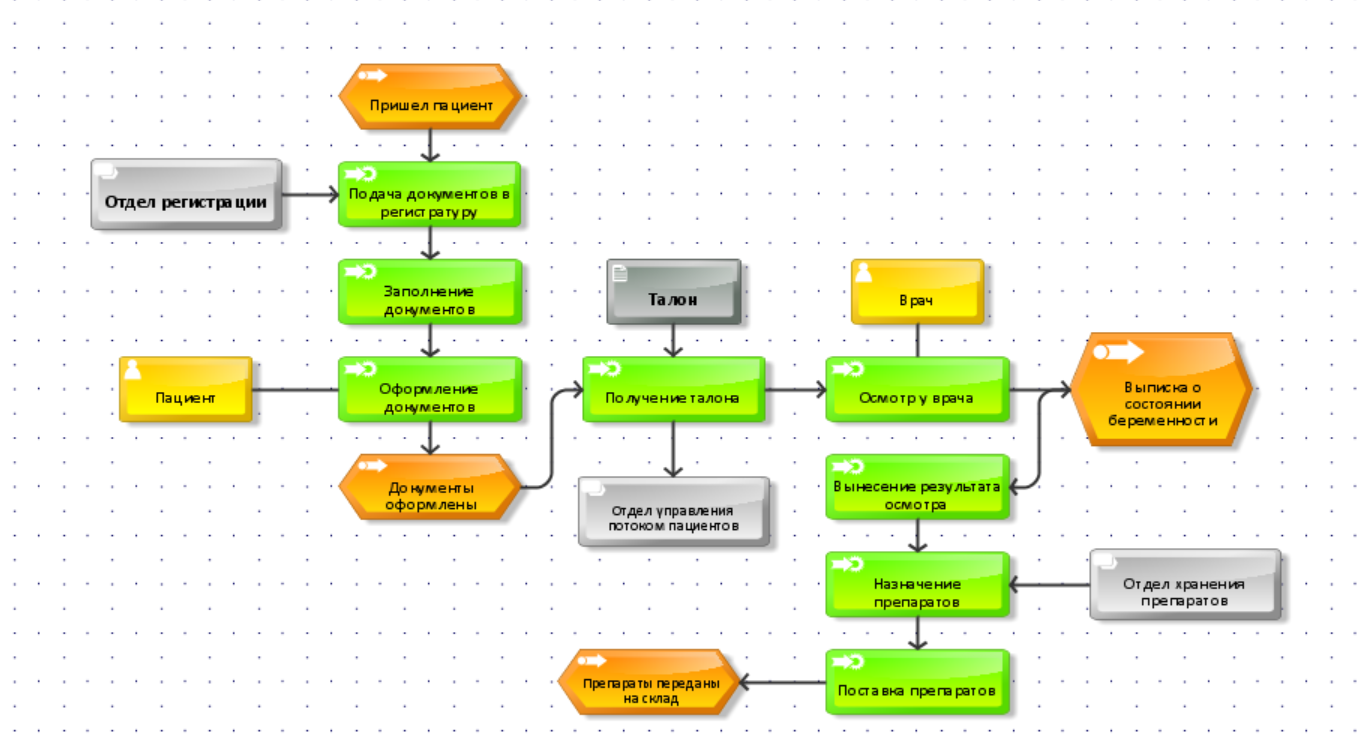 Пришел пациент
Отдел регистрации
Подача документов в
регистратуру
Заполнение
документов
Талон
Врач
Пациент
Оформление
документов
Получение талона
Осмотр у врача
Выписка о
состоянии
беременности
Документы
оформлены
Отдел управления
потоком пациентов
Вынесение результата
осмотра
Назначение
препаратов
Отдел хранения
препаратов
Препараты переданы
на склад
Поставка препаратов